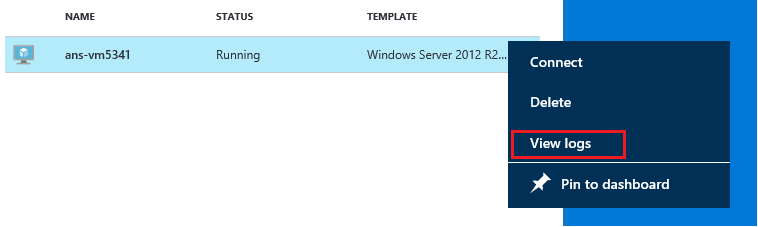 NAME STATUS TEMPLATE
ans-vm5341 Running Windows Server 2012 R2...
Connect
Delete
View logs
Pin to dashboard